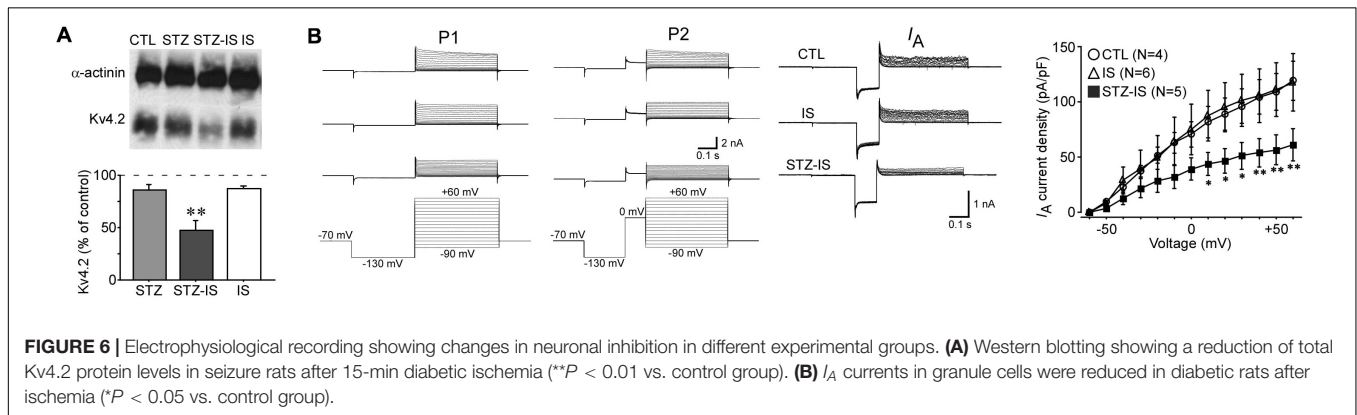 A
CTL STZ STZ-IS IS
α-actinin
Kv4.2
Kv4.2 (% of control)
100
50
0
**
STZ STZ-IS IS
B
P1
P2
2 nA
0.1 s
+60 mV
+60 mV
0 mV
-70 mV
-70 mV
-130 mV
-90 mV
-130 mV
-90 mV
IA
CTL
IS
STZ-IS
1 nA
0.1 s
IA current density (pA/pF)
150
100
50
0
CTL (N=4)
IS (N=6)
STZ-IS (N=5)
* * * ** ** **
-50 0 +50
Voltage (mV)
FIGURE 6 | Electrophysiological recording showing changes in neuronal inhibition in different experimental groups. (A) Western blotting showing a reduction of total
Kv4.2 protein levels in seizure rats after 15-min diabetic ischemia (**P < 0.01 vs. control group). (B) IA currents in granule cells were reduced in diabetic rats after
ischemia (*P < 0.05 vs. control group).